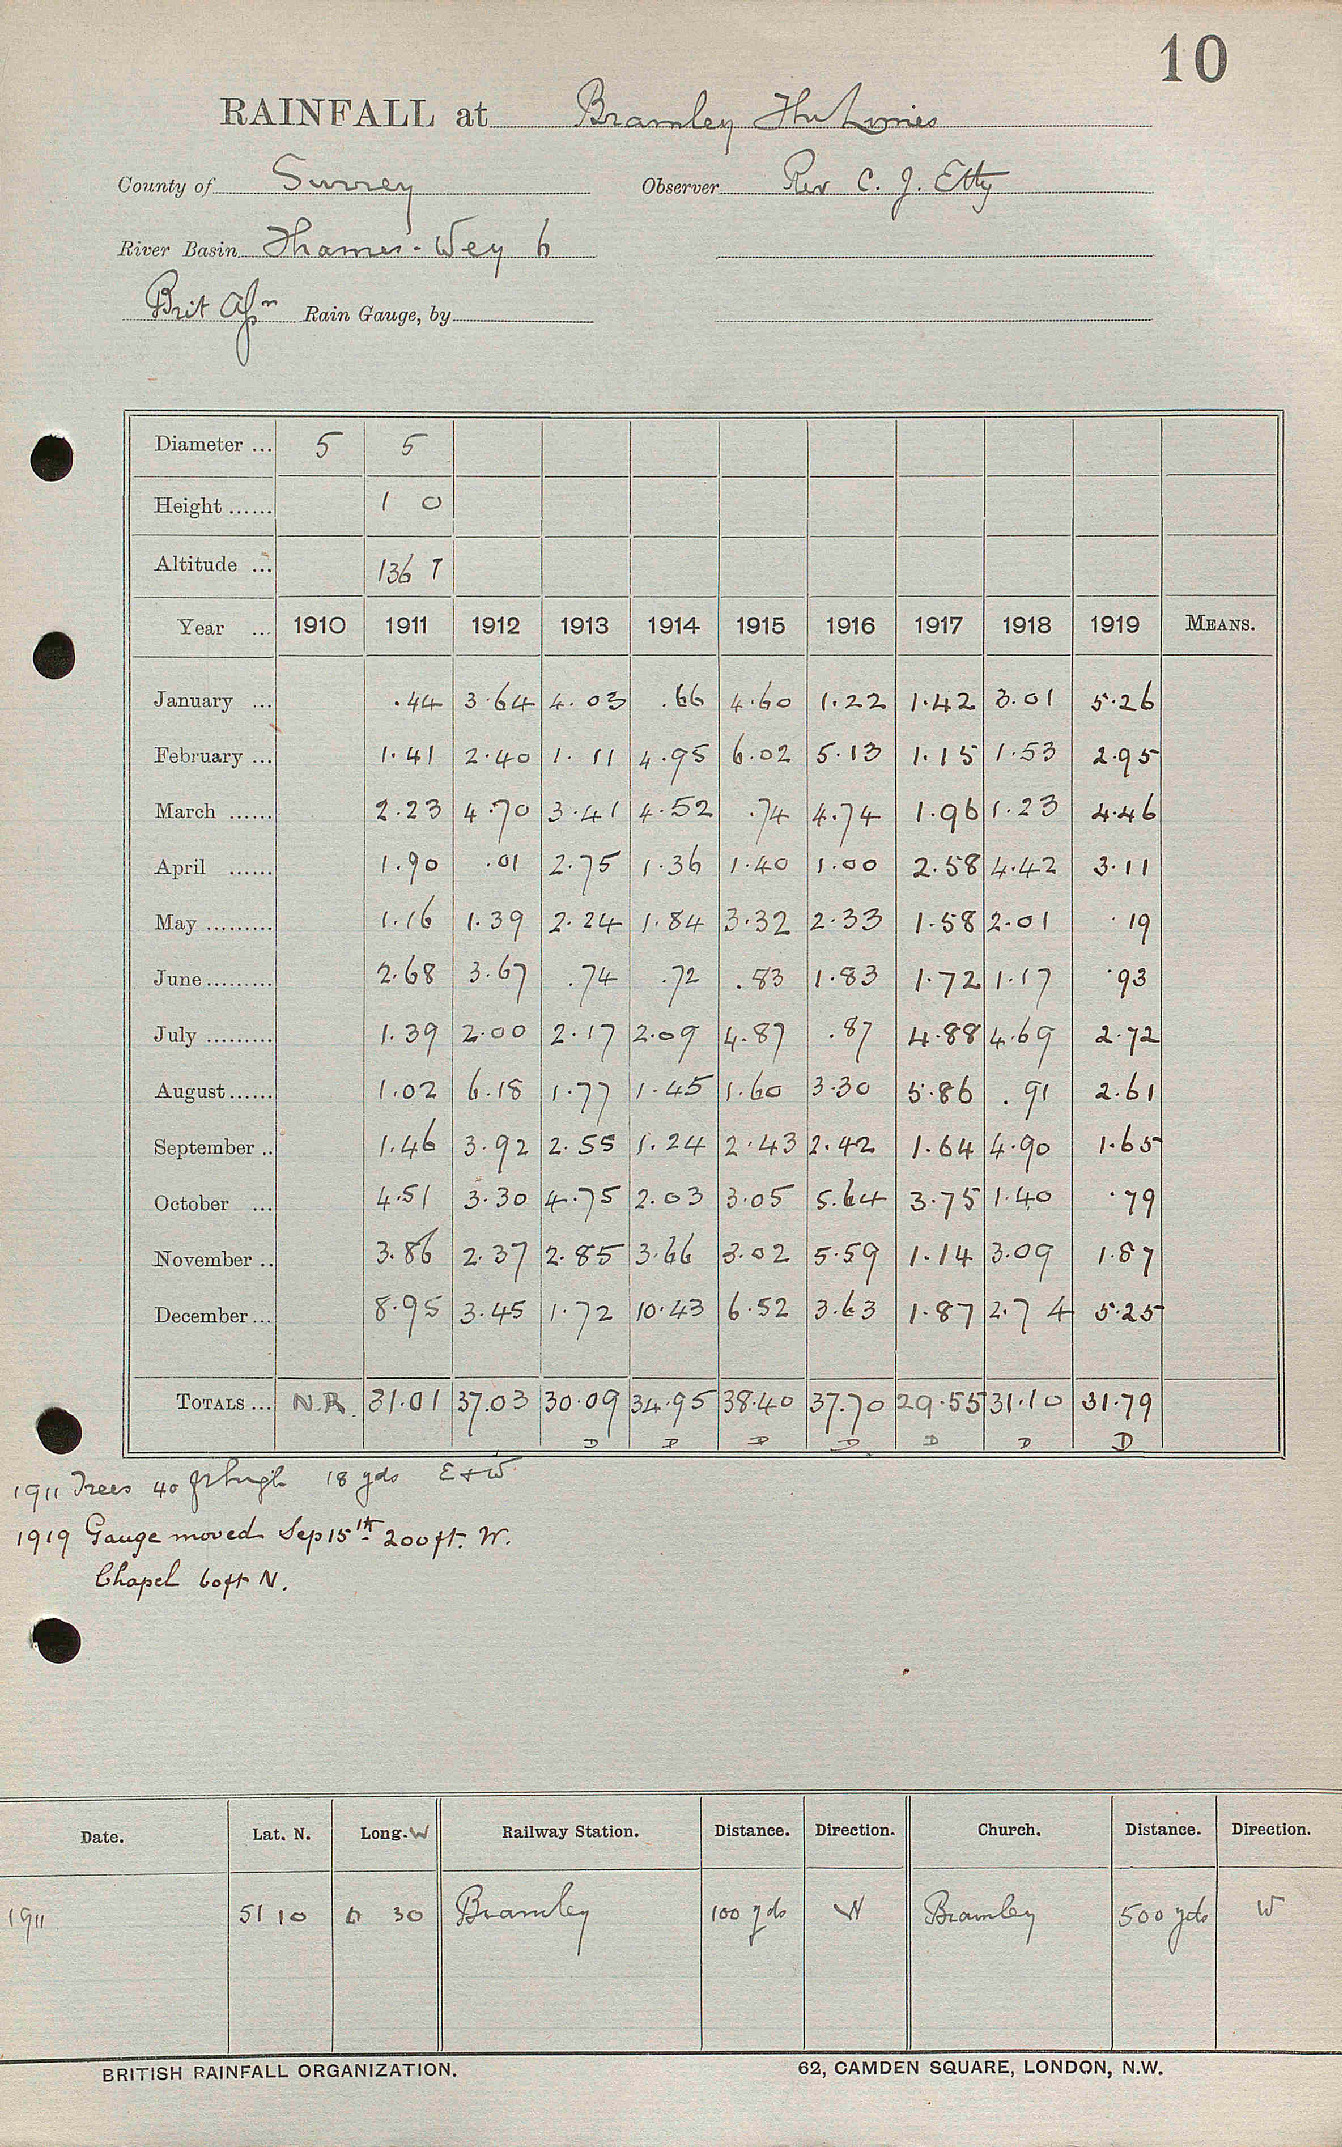 10
RAINFALL at Bramley The Limes
County of Surrey Observer Rev C. J. Etty
River Basin Thames - Wey 6
Brit Assn Rain Gauge, by
Diameter ... 5 5
Height ...... 1 0
Altitude ... 136 T
Year ... 1910 1911 1912 1913 1914 1915 1916 1917 1918 1919 MEANS.
January ... .44 3.64 4.03 .66 4.60 1.22 1.42 3.01 5.26
February ... 1.41 2.40 1.11 4.95 6.02 5.13 1.15 1.53 2.95
March ...... 2.23 4.70 3.41 4.52 .74 4.74 1.96 1.23 4.46
April ...... 1.90 .01 2.75 1.36 1.40 1.00 2.58 4.42 3.11
May ......... 1.16 1.39 2.24 1.84 3.32 2.33 1.58 2.01 .19
June ......... 2.68 3.67 .74 .72 .83 1.83 1.72 1.17 .93
July ......... 1.39 2.00 2.17 2.09 4.87 .87 4.88 4.69 2.72
August ...... 1.02 6.18 1.77 1.45 1.60 3.30 5.86 .91 2.61
September .. 1.46 3.92 2.55 1.24 2.43 2.42 1.64 4.90 1.65
October ... 4.51 3.30 4.75 2.03 3.05 5.64 3.75 1.40 .79
November .. 3.86 2.37 2.85 3.66 3.02 5.59 1.14 3.09 1.87
December ... 8.95 3.45 1.72 10.43 6.52 3.63 1.87 2.74 5.25
TOTALS ... N.R. 31.01 37.03 30.09 34.95 38.40 37.70 29.55 31.10 31.79
D D D D D D D
1911 Trees 40 ft high 18 yds E + W
1919 Gauge moved Sep 15th 200 ft. W.
Chapel 60 ft N.
Date. Lat. N. Long. W Railway Station. Distance. Direction. Church. Distance. Direction.
1911 51 10 0 30 Bramley 100 yds W Bramley 500 yds W
BRITISH RAINFALL ORGANIZATION. 62, CAMDEN SQUARE, LONDON, N.W.